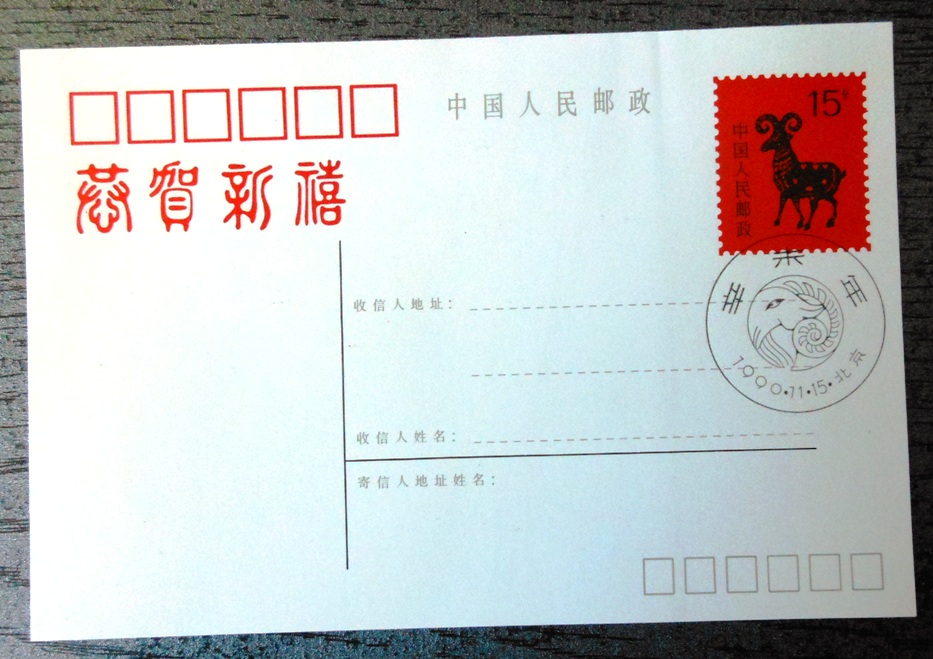 中国人民邮政
15分
中国人民邮政
恭贺新禧
辛未年
收信人地址：
1990·11·15·北京
收信人姓名：
寄信人地址姓名：